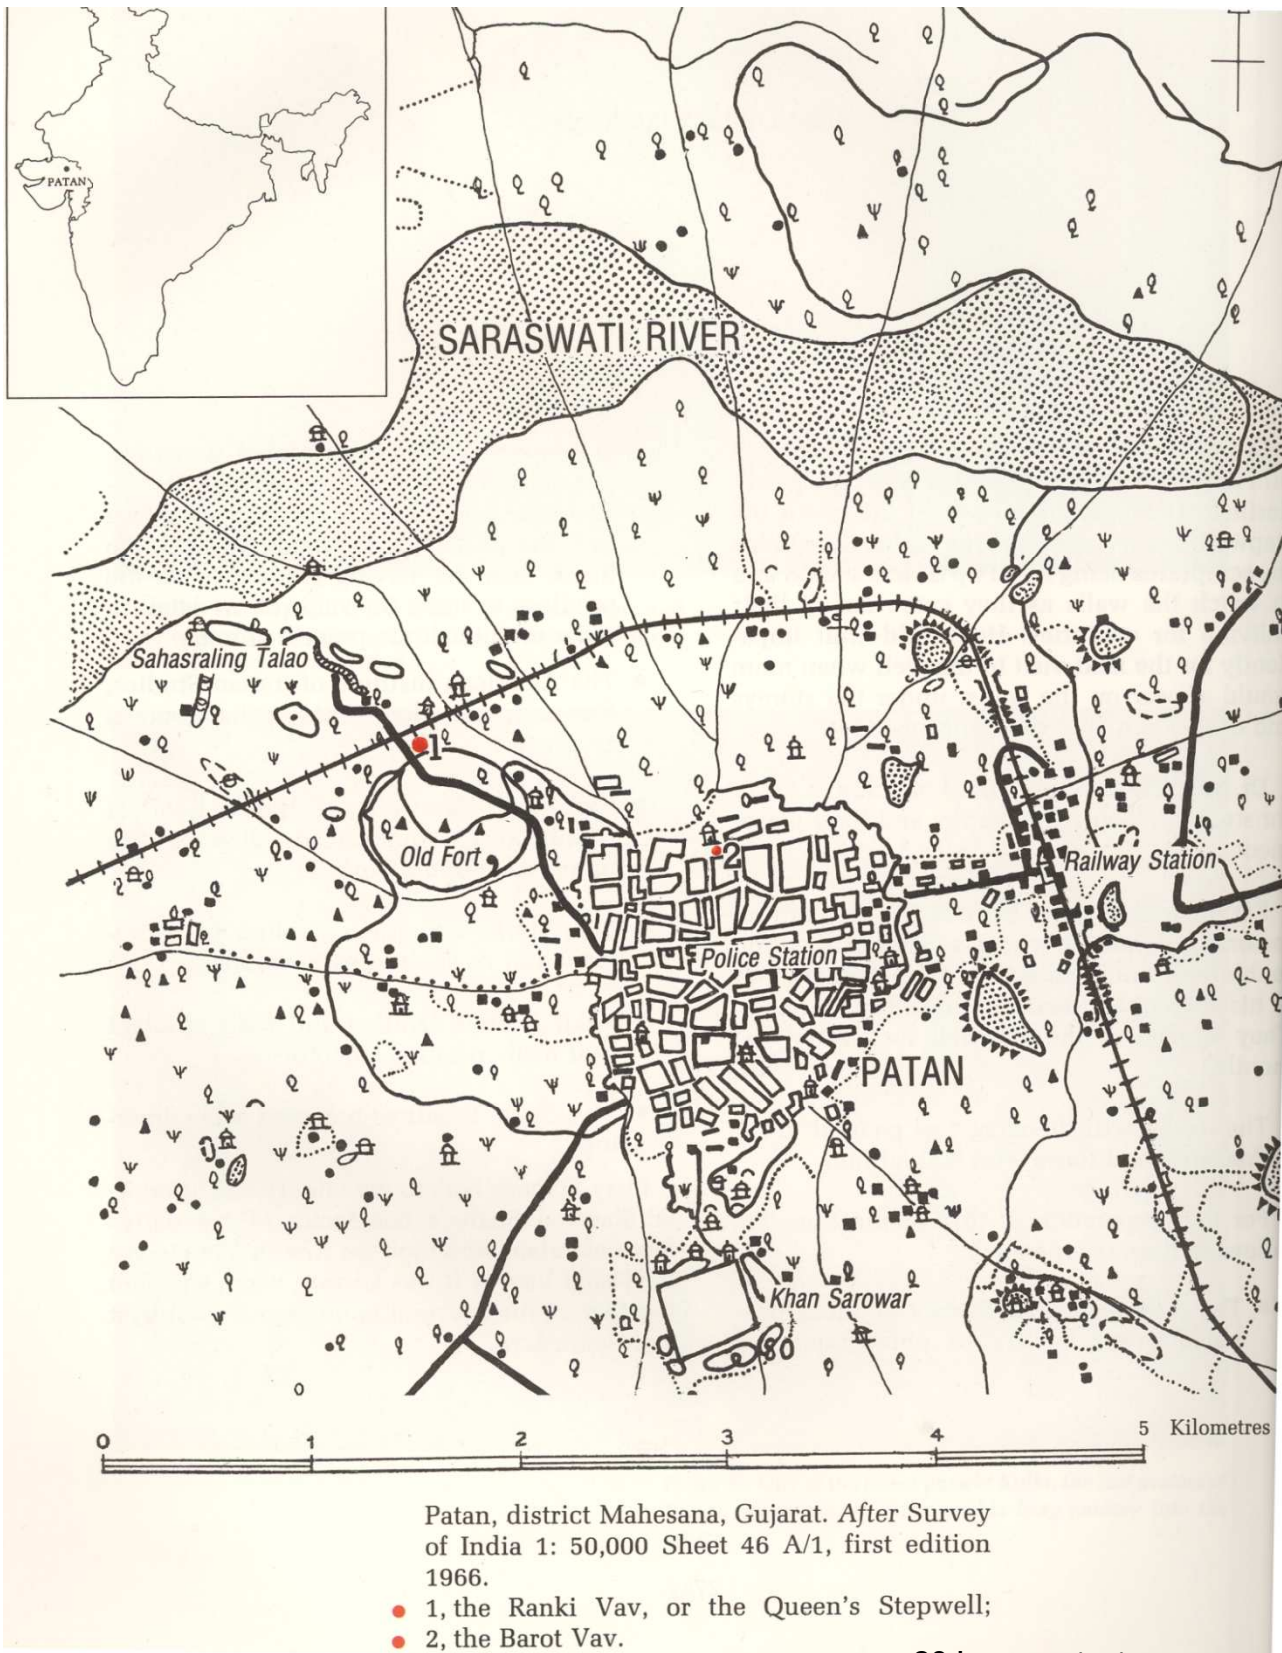 PATAN
SARASWATI RIVER
Sahasraling Talao
1
Old Fort
2
Railway Station
Police Station
PATAN
Khan Sarowar
0 1 2 3 4 5 Kilometres
Patan, district Mahesana, Gujarat. After Survey
of India 1: 50,000 Sheet 46 A/1, first edition
1966.
1, the Ranki Vav, or the Queen's Stepwell;
2, the Barot Vav.